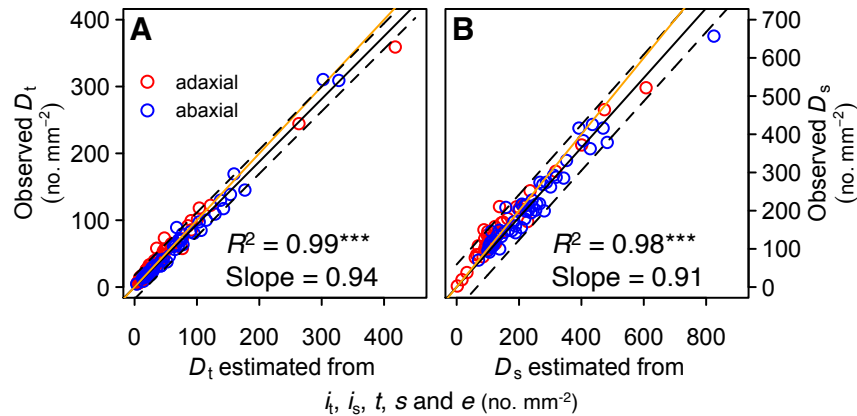 A
B
Observed Dt
(no. mm−2)
400
300
200
100
0
adaxial
abaxial
R2 = 0.99***
Slope = 0.94
0 100 200 300 400
Dt estimated from
R2 = 0.98***
Slope = 0.91
0 200 400 600 800
Ds estimated from
700
600
500
400
300
200
100
0
Observed Ds
(no. mm−2)
it, is, t, s and e (no. mm-2)